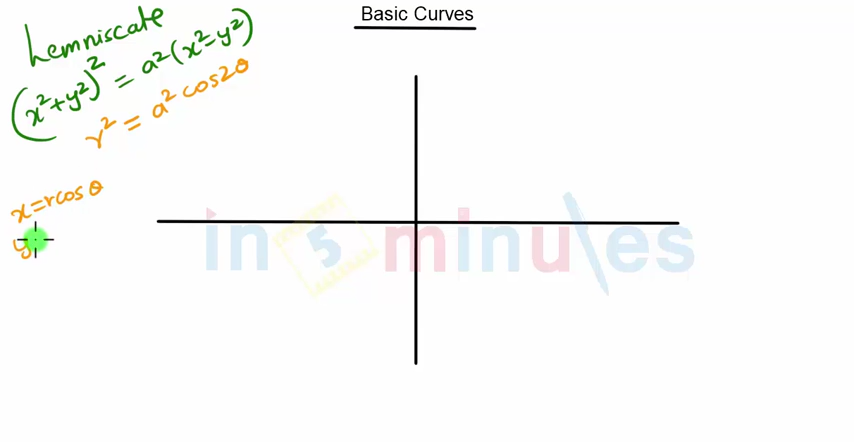 Basic Curves
Lemniscate
(x²+y²)² = a²(x²-y²)
r² = a² cos2θ
x=rcosθ
y
in 5 minutes